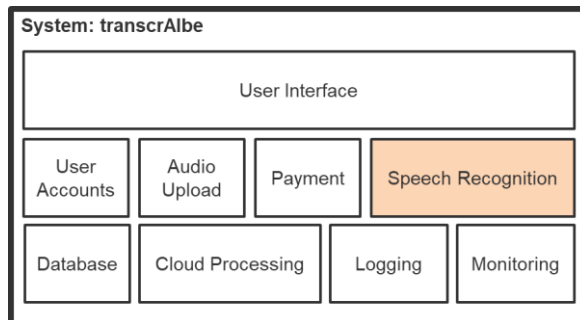 System: transcrAIbe
User Interface
User
Accounts
Audio
Upload
Payment
Speech Recognition
Database
Cloud Processing
Logging
Monitoring